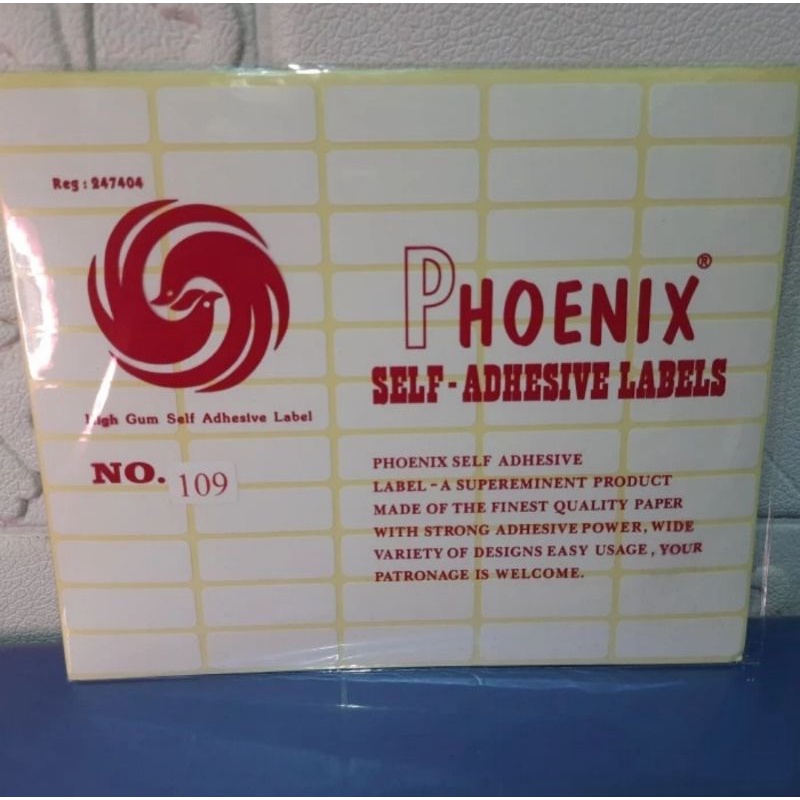 Reg : 247404
PHOENIX®
SELF-ADHESIVE LABELS
High Gum Self Adhesive Label
NO. 109
PHOENIX SELF ADHESIVE
LABEL - A SUPEREMINENT PRODUCT
MADE OF THE FINEST QUALITY PAPER
WITH STRONG ADHESIVE POWER, WIDE
VARIETY OF DESIGNS EASY USAGE, YOUR
PATRONAGE IS WELCOME.